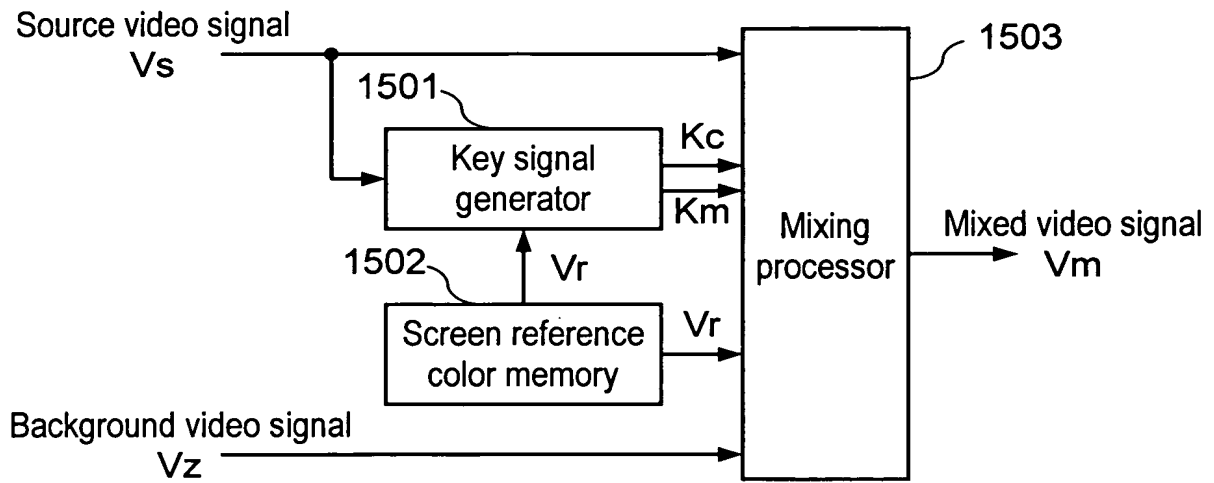 Source video signal
Vs
1503
1501
Key signal
generator
Kc
Km
Mixing
processor
Mixed video signal
Vm
1502
Vr
Screen reference
color memory
Vr
Background video signal
Vz